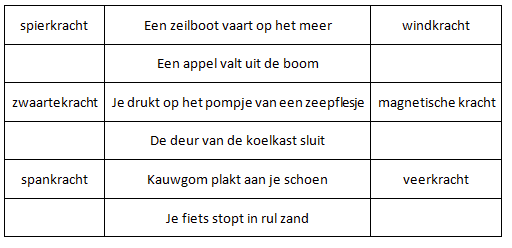 spierkracht Een zeilboot vaart op het meer windkracht
Een appel valt uit de boom
zwaartekracht Je drukt op het pompje van een zeepflesje magnetische kracht
De deur van de koelkast sluit
spankracht Kauwgom plakt aan je schoen veerkracht
Je fiets stopt in rul zand